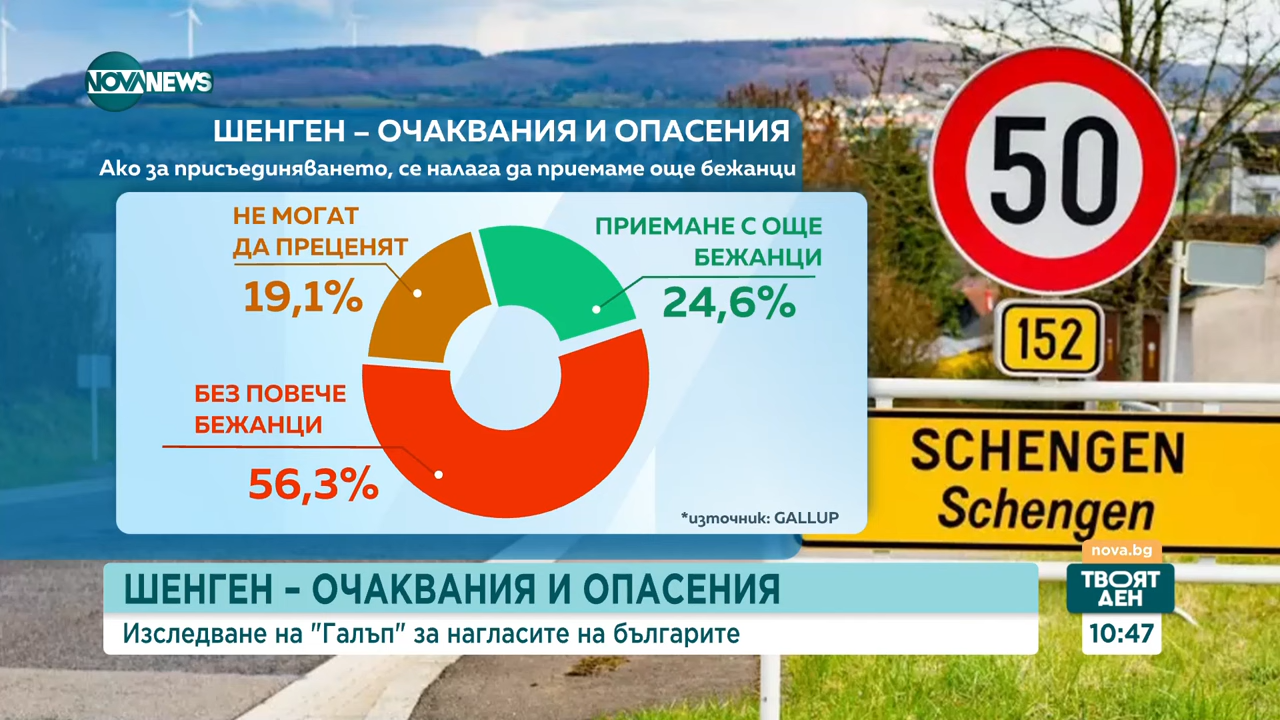 NOVANEWS
ШЕНГЕН – ОЧАКВАНИЯ И ОПАСЕНИЯ
Ако за присъединяването, се налага да приемаме още бежанци
НЕ МОГАТ
ДА ПРЕЦЕНЯТ
19,1%
ПРИЕМАНЕ С ОЩЕ
БЕЖАНЦИ
24,6%
БЕЗ ПОВЕЧЕ
БЕЖАНЦИ
56,3%
*източник: GALLUP
50
152
SCHENGEN
Schengen
nova.bg
ТВОЯТ
ДЕН
10:47
ШЕНГЕН – ОЧАКВАНИЯ И ОПАСЕНИЯ
Изследване на "Галъп" за нагласите на българите